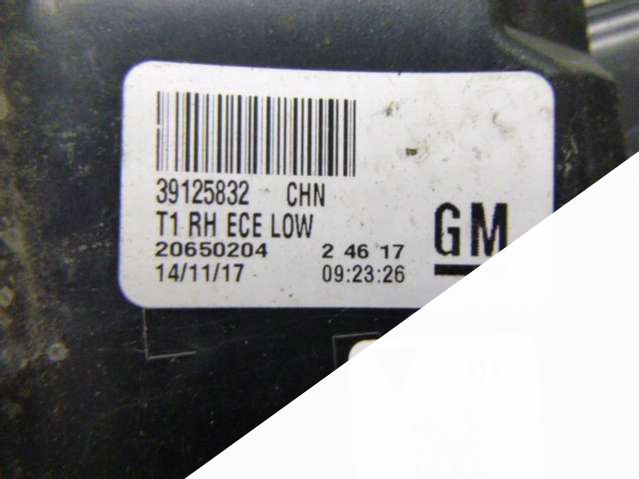 39125832 CHN
T1 RH ECE LOW
20650204 2 46 17
14/11/17 09:23:26
GM
DX